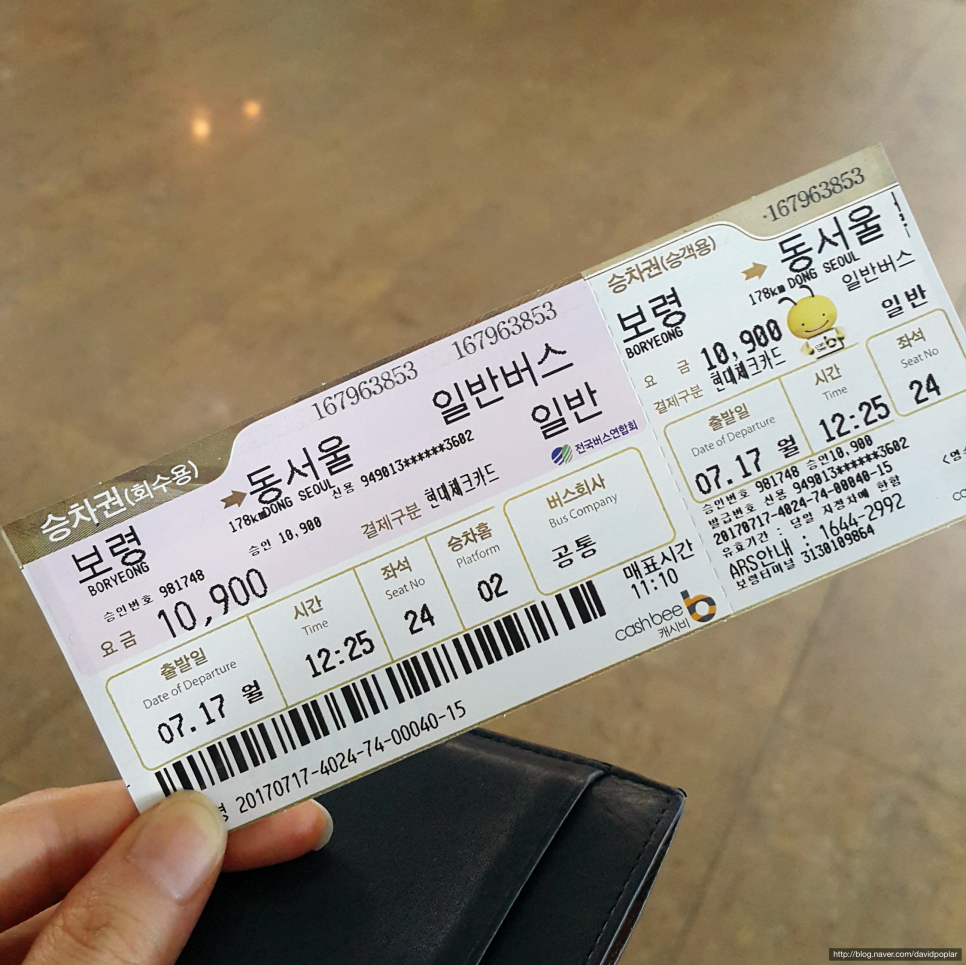 167963853
167963853
승차권(회수용)
보령
BORYEONG
동서울
178km DONG SEOUL
일반버스
일반
신용 949013******3602
전국버스연합회
승인번호 981748
승인 10,900
결제구분 현대체크카드
요금 10,900
출발일
Date of Departure
07.17 월
시간
Time
12:25
좌석
Seat No
24
승차홈
Platform
02
버스회사
Bus Company
공통
매표시간
11:10
cashbee
캐시비
20170717-4024-74-00040-15
167963853
승차권(승객용)
보령
BORYEONG
동서울
178km DONG SEOUL
일반버스
일반
요 금 10,900
결제구분 현대체크카드
출발일
Date of Departure
07.17 월
시간
Time
12:25
좌석
Seat No
24
승인번호 981748 승인10,900
발급번호 신용 949013******3602
20170717-4024-74-00040-15
유효기간 : 당일 지정차에 한함
ARS안내 : 1644-2992
보령터미널 3130109864
http://blog.naver.com/davidpoplar